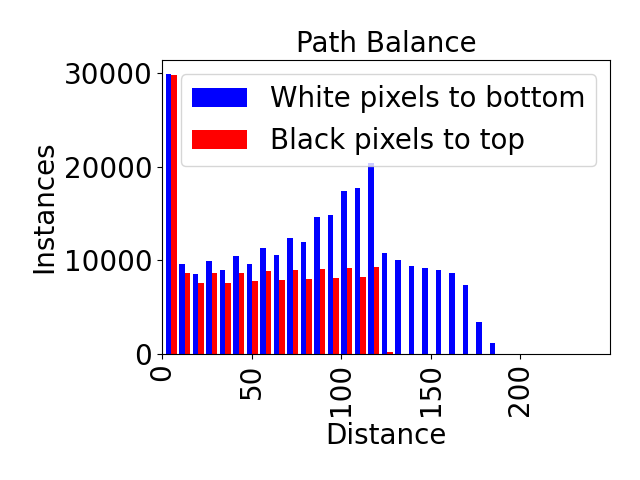 Path Balance
30000
White pixels to bottom
Black pixels to top
20000
Instances
10000
0
0
50
100
150
200
Distance